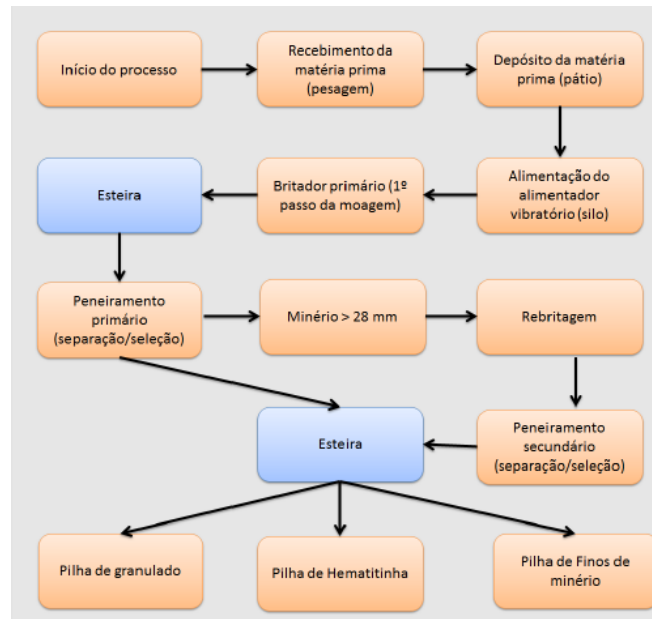 Início do processo
Recebimento da
matéria prima
(pesagem)
Depósito da matéria
prima (pátio)
Esteira
Britador primário (1º
passo da moagem)
Alimentação do
alimentador
vibratório (silo)
Peneiramento
primário
(separação/seleção)
Minério > 28 mm
Rebritagem
Esteira
Peneiramento
secundário
(separação/seleção)
Pilha de granulado
Pilha de Hematitinha
Pilha de Finos de
minério